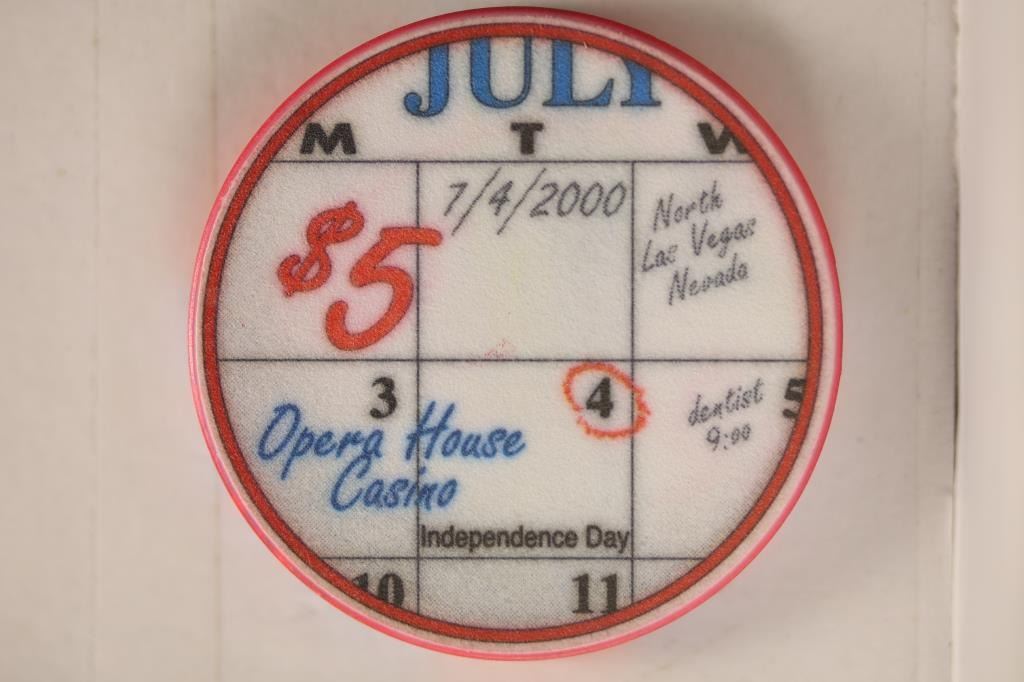 JULY
M T W
$5
7/4/2000
North
Las Vegas
Nevada
3 4 5
Opera House
Casino
dentist
9:00
Independence Day
10 11